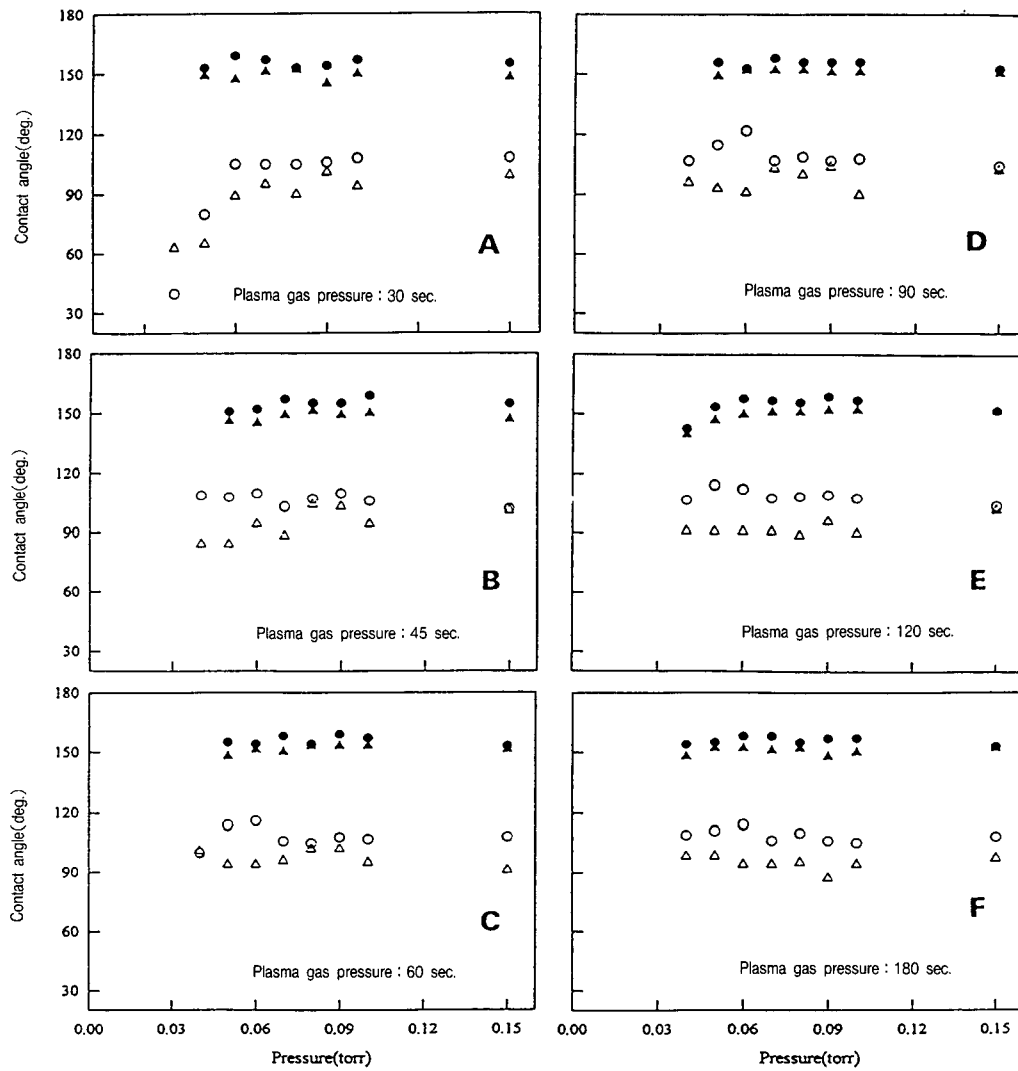 180
150
120
90
60
30
Contact angle(deg.)
A
Plasma gas pressure : 30 sec.
D
Plasma gas pressure : 90 sec.
180
150
120
90
60
30
Contact angle(deg.)
B
Plasma gas pressure : 45 sec.
E
Plasma gas pressure : 120 sec.
180
150
120
90
60
30
Contact angle(deg.)
C
Plasma gas pressure : 60 sec.
F
Plasma gas pressure : 180 sec.
0.00 0.03 0.06 0.09 0.12 0.15
Pressure(torr)
0.00 0.03 0.06 0.09 0.12 0.15
Pressure(torr)